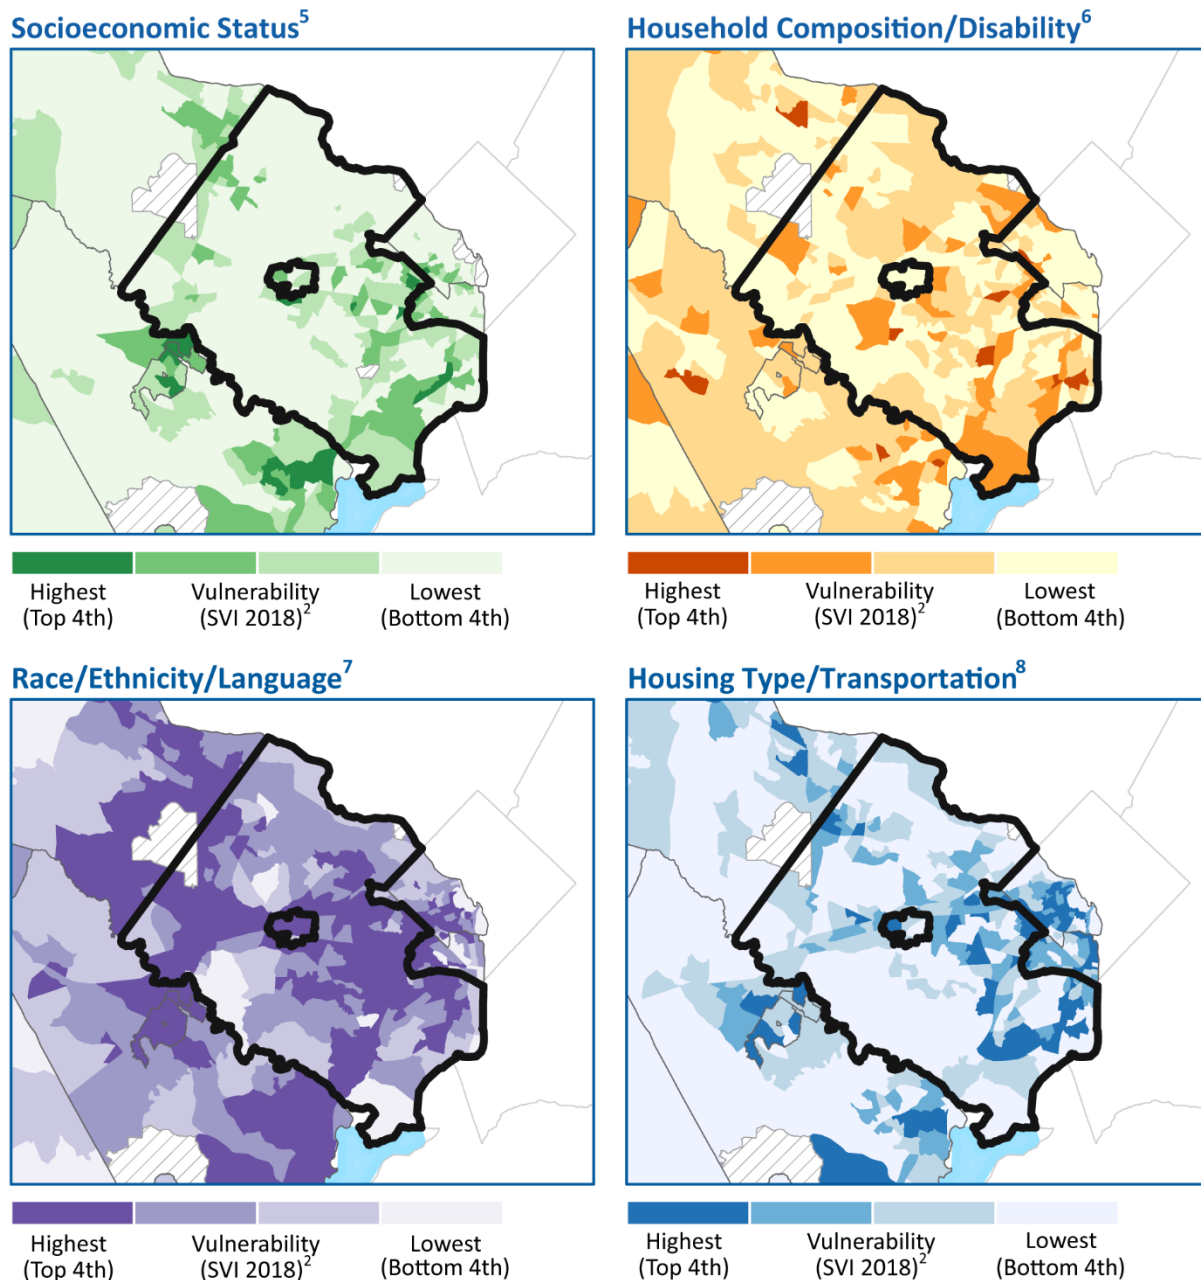 Socioeconomic Status5
Household Composition/Disability6
Highest
(Top 4th)
Vulnerability
(SVI 2018)2
Lowest
(Bottom 4th)
Highest
(Top 4th)
Vulnerability
(SVI 2018)2
Lowest
(Bottom 4th)
Race/Ethnicity/Language7
Housing Type/Transportation8
Highest
(Top 4th)
Vulnerability
(SVI 2018)2
Lowest
(Bottom 4th)
Highest
(Top 4th)
Vulnerability
(SVI 2018)2
Lowest
(Bottom 4th)